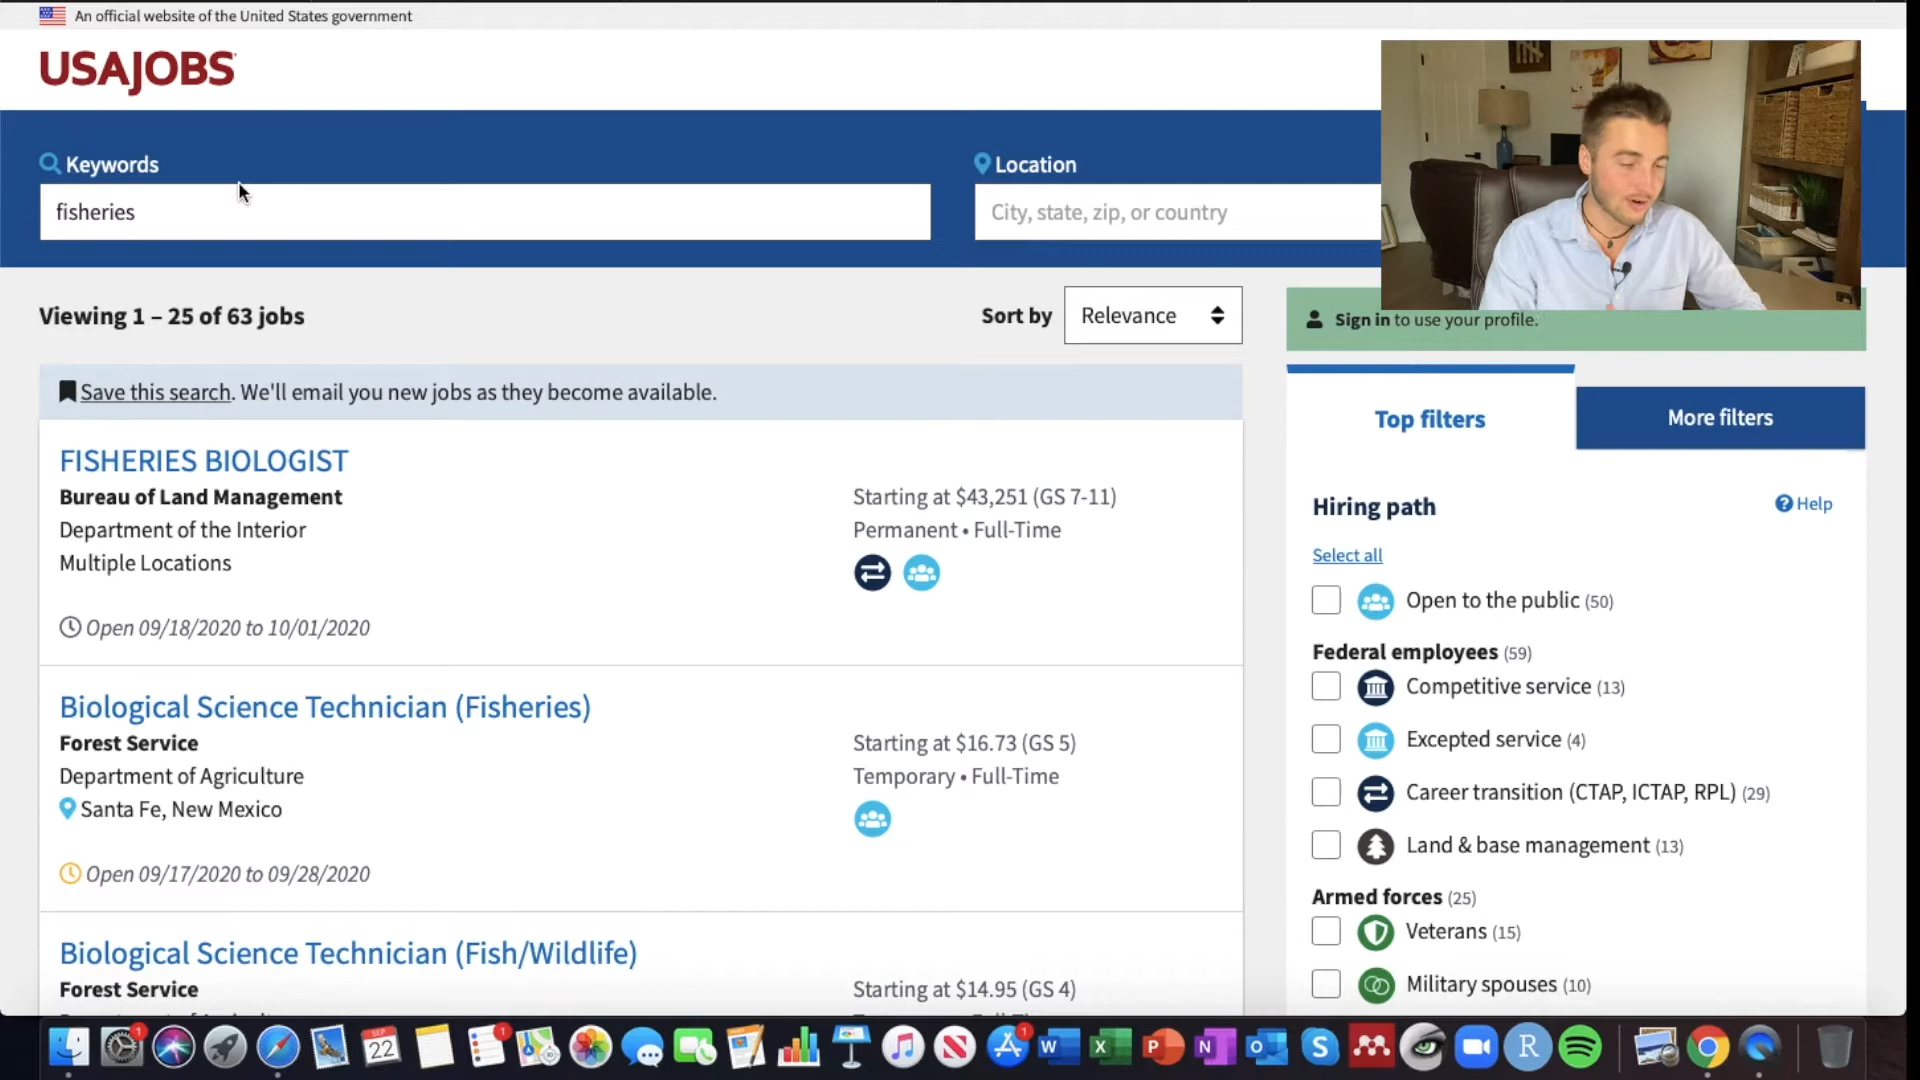 An official website of the United States government
USAJOBS
Keywords
Location
fisheries
City, state, zip, or country
Viewing 1 – 25 of 63 jobs
Sort by
Relevance
Sign in to use your profile.
Save this search. We'll email you new jobs as they become available.
Top filters
More filters
FISHERIES BIOLOGIST
Bureau of Land Management
Starting at $43,251 (GS 7-11)
Department of the Interior
Permanent • Full-Time
Multiple Locations
Open 09/18/2020 to 10/01/2020
Biological Science Technician (Fisheries)
Forest Service
Starting at $16.73 (GS 5)
Department of Agriculture
Temporary • Full-Time
Santa Fe, New Mexico
Open 09/17/2020 to 09/28/2020
Biological Science Technician (Fish/Wildlife)
Forest Service
Starting at $14.95 (GS 4)
Hiring path
Help
Select all
Open to the public (50)
Federal employees (59)
Competitive service (13)
Excepted service (4)
Career transition (CTAP, ICTAP, RPL) (29)
Land & base management (13)
Armed forces (25)
Veterans (15)
Military spouses (10)
1
SEP
22
1
1
W
X
P
N
O
S
R